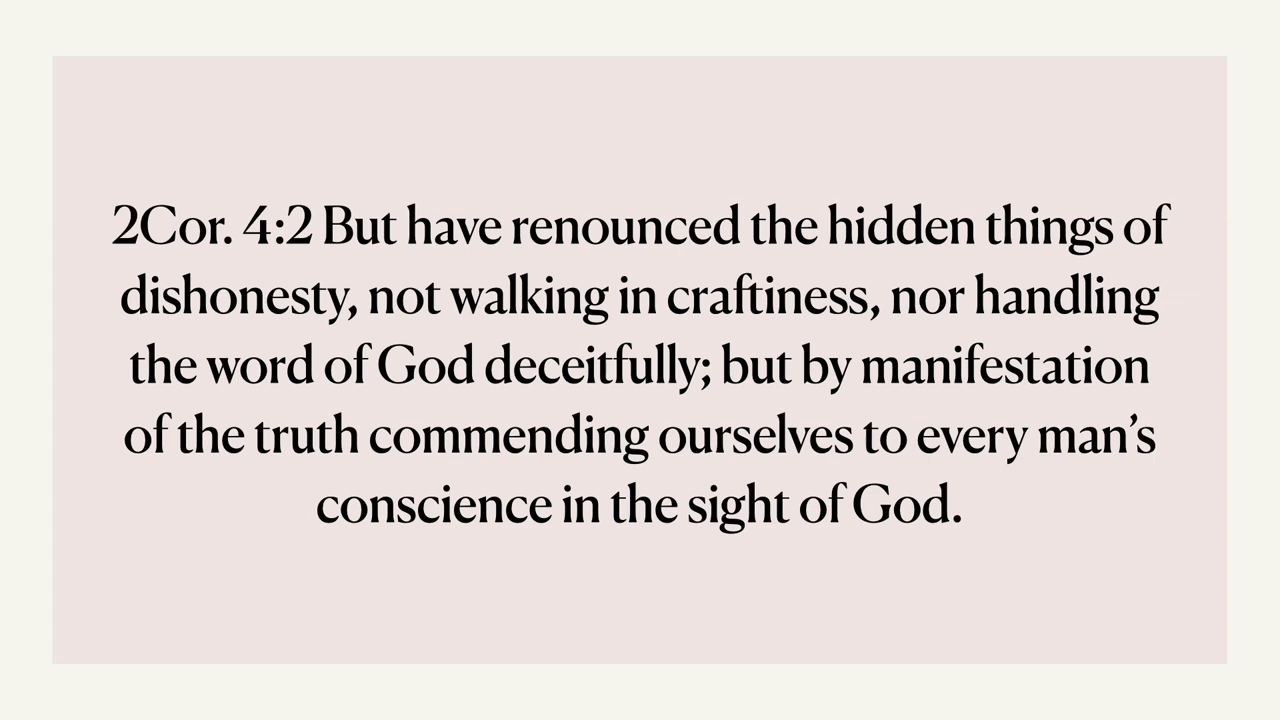 2Cor. 4:2 But have renounced the hidden things of
dishonesty, not walking in craftiness, nor handling
the word of God deceitfully; but by manifestation
of the truth commending ourselves to every man’s
conscience in the sight of God.